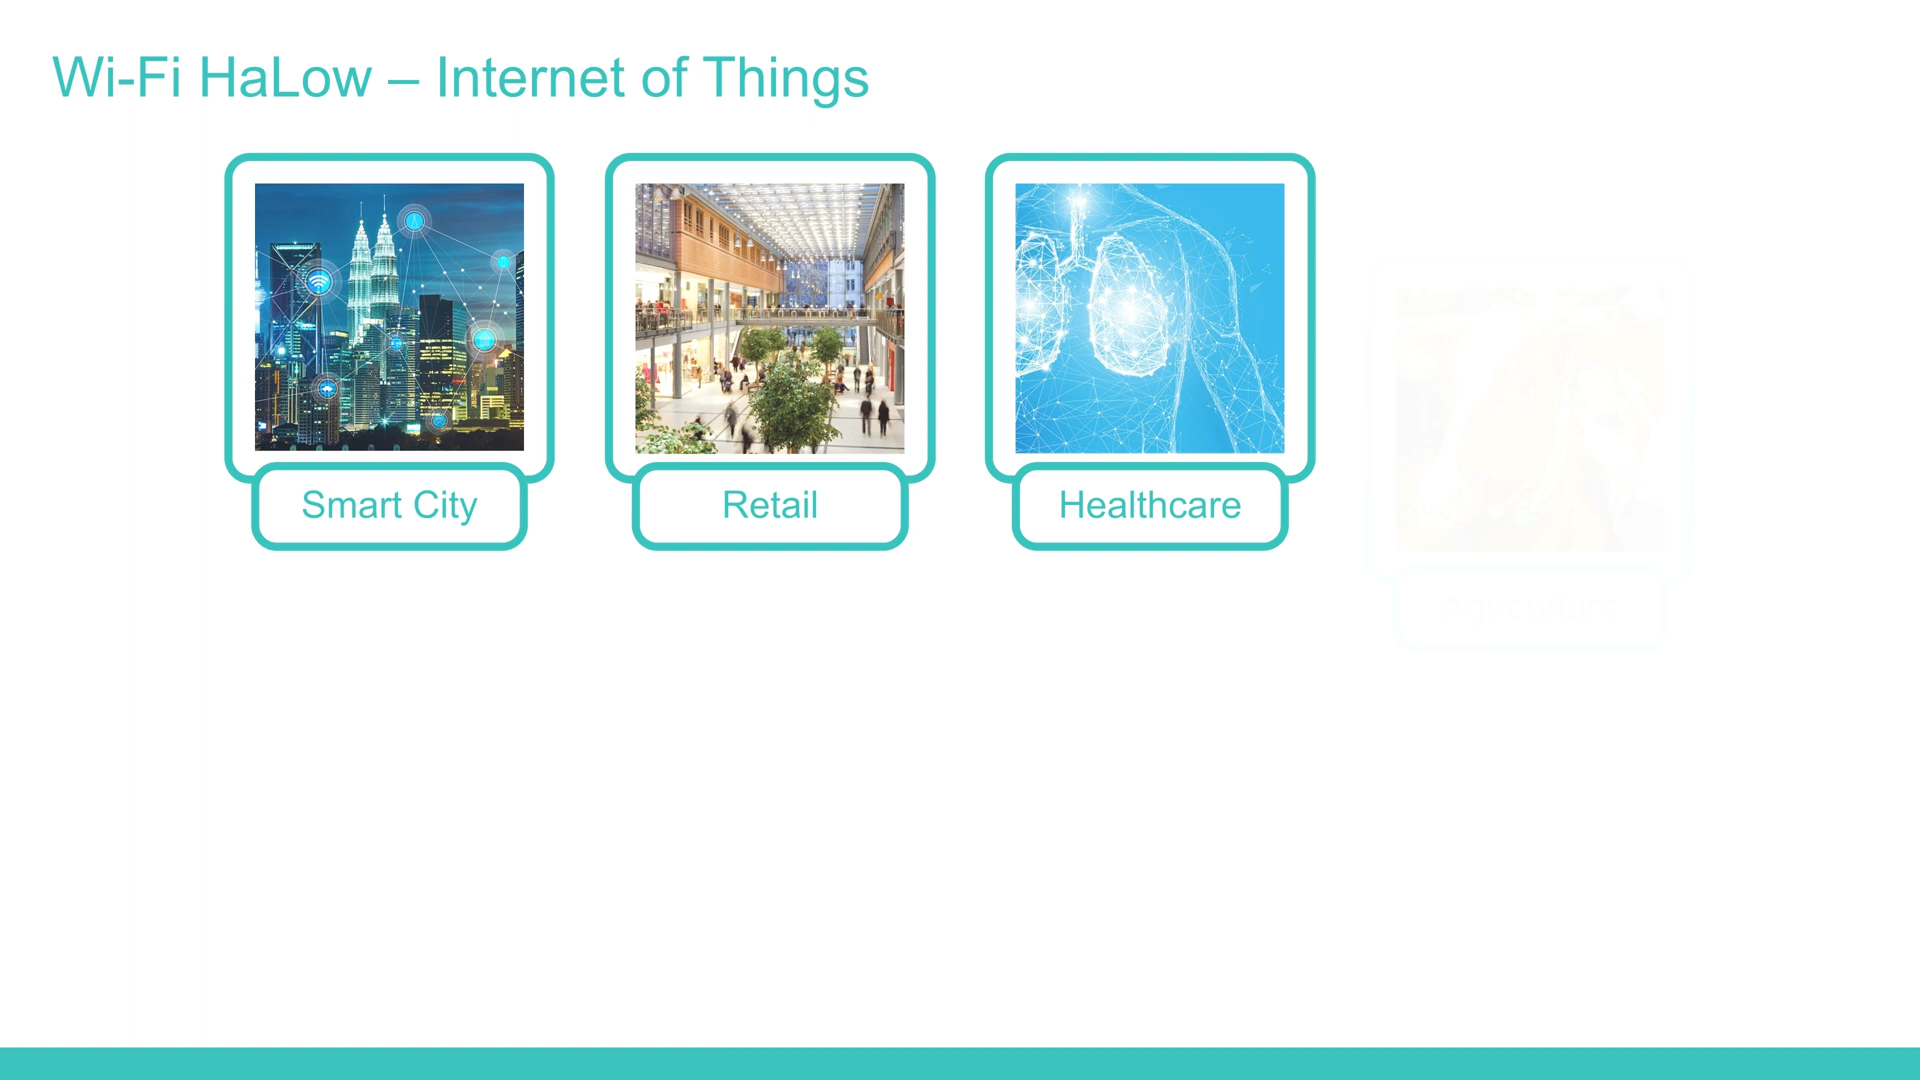 Wi-Fi HaLow – Internet of Things
Smart City
Retail
Healthcare